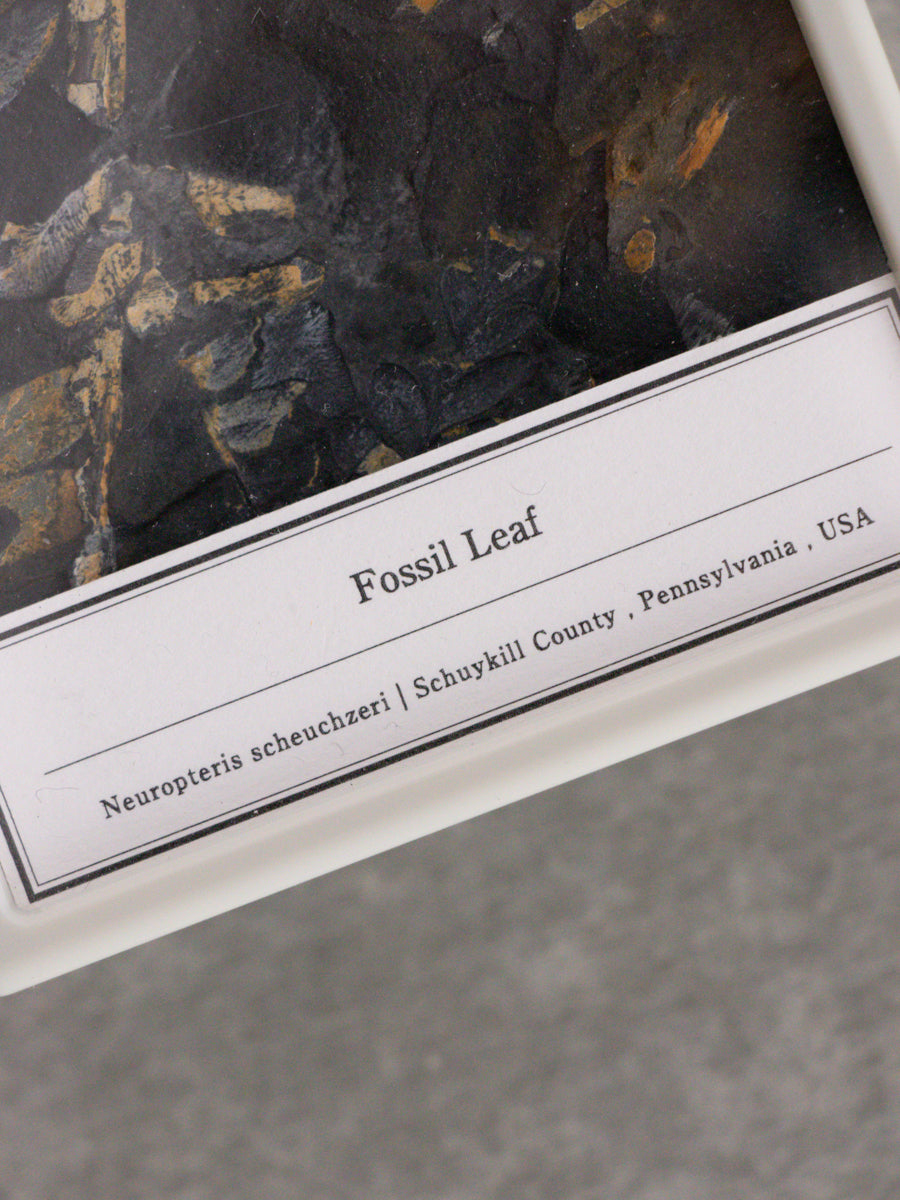 Fossil Leaf
Neuropteris scheuchzeri | Schuykill County , Pennsylvania , USA